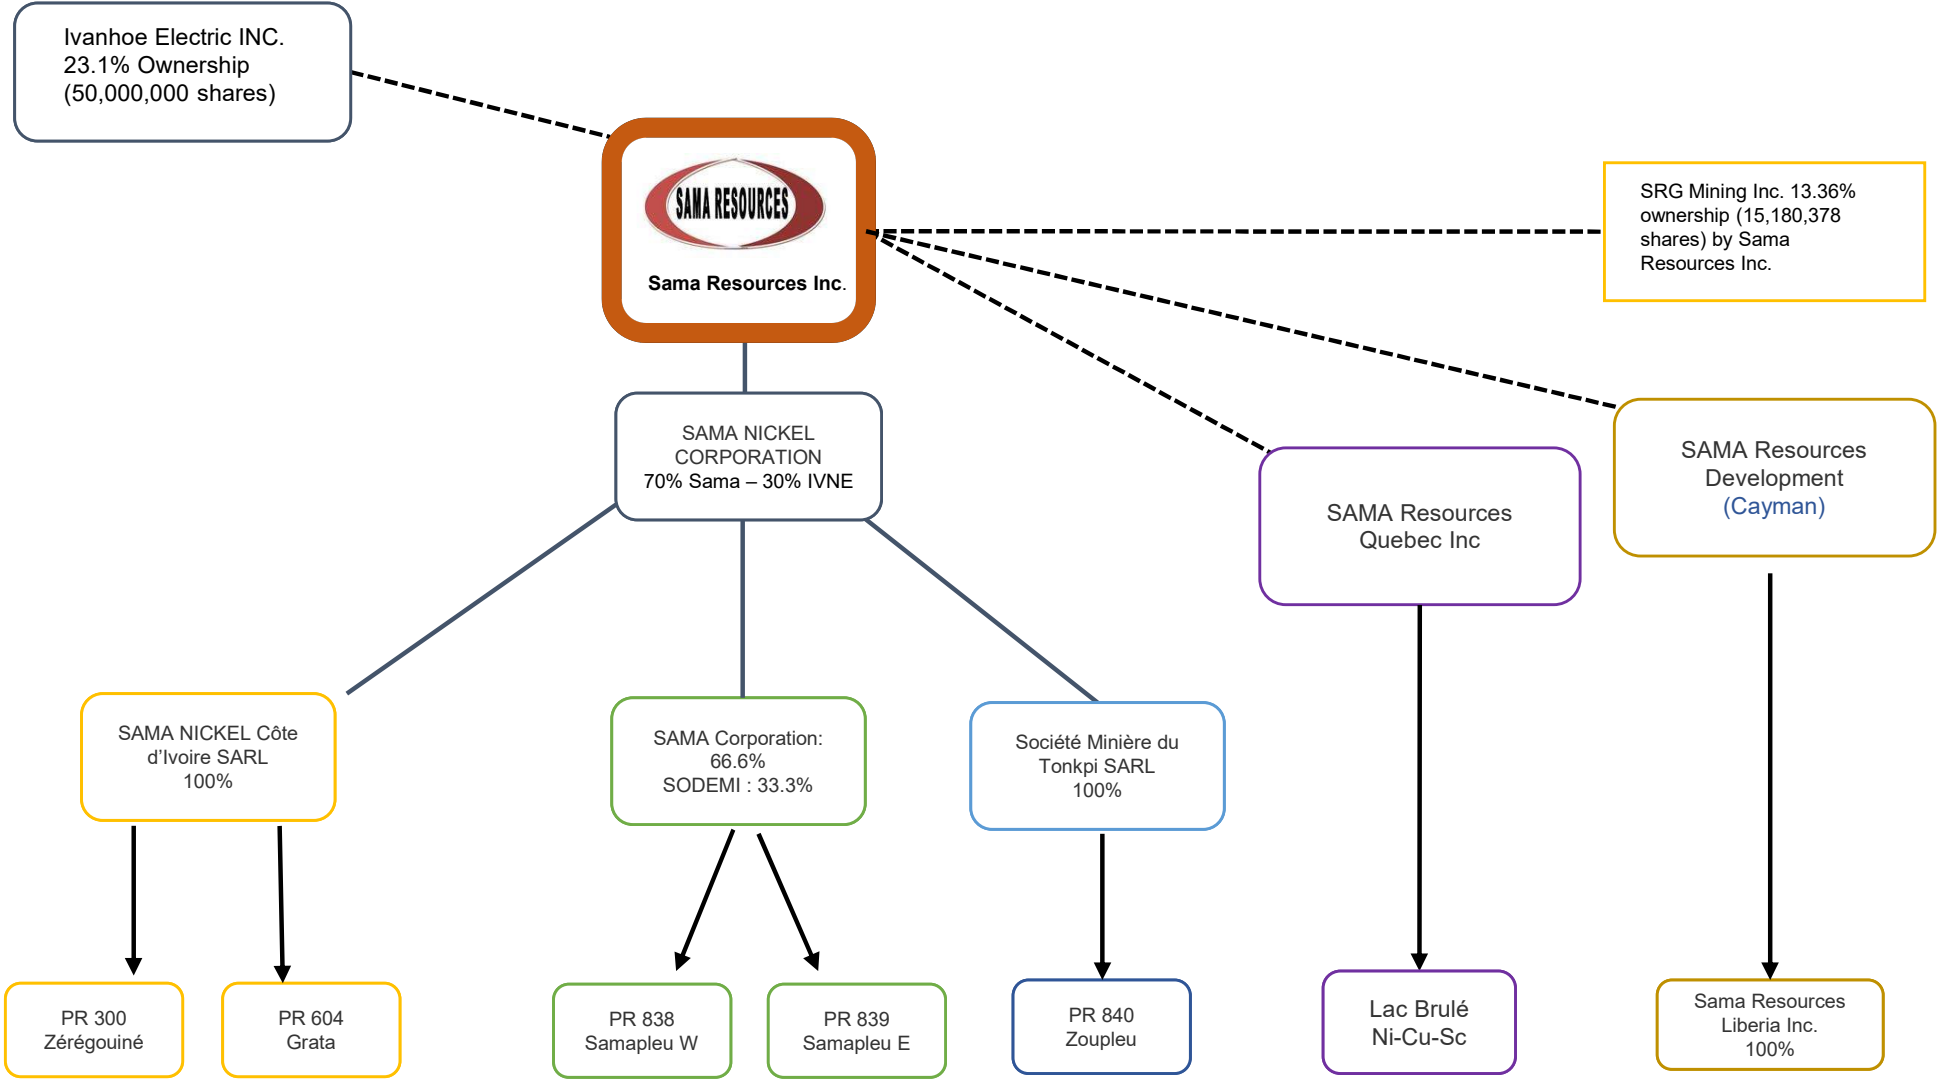 Ivanhoe Electric INC.
23.1% Ownership
(50,000,000 shares)
SAMA RESOURCES
Sama Resources Inc.
SRG Mining Inc. 13.36%
ownership (15,180,378
shares) by Sama
Resources Inc.
SAMA NICKEL
CORPORATION
70% Sama – 30% IVNE
SAMA Resources
Quebec Inc
SAMA Resources
Development
(Cayman)
SAMA NICKEL Côte
d’Ivoire SARL
100%
SAMA Corporation:
66.6%
SODEMI : 33.3%
Société Minière du
Tonkpi SARL
100%
PR 300
Zérégouiné
PR 604
Grata
PR 838
Samapleu W
PR 839
Samapleu E
PR 840
Zoupleu
Lac Brulé
Ni-Cu-Sc
Sama Resources
Liberia Inc.
100%